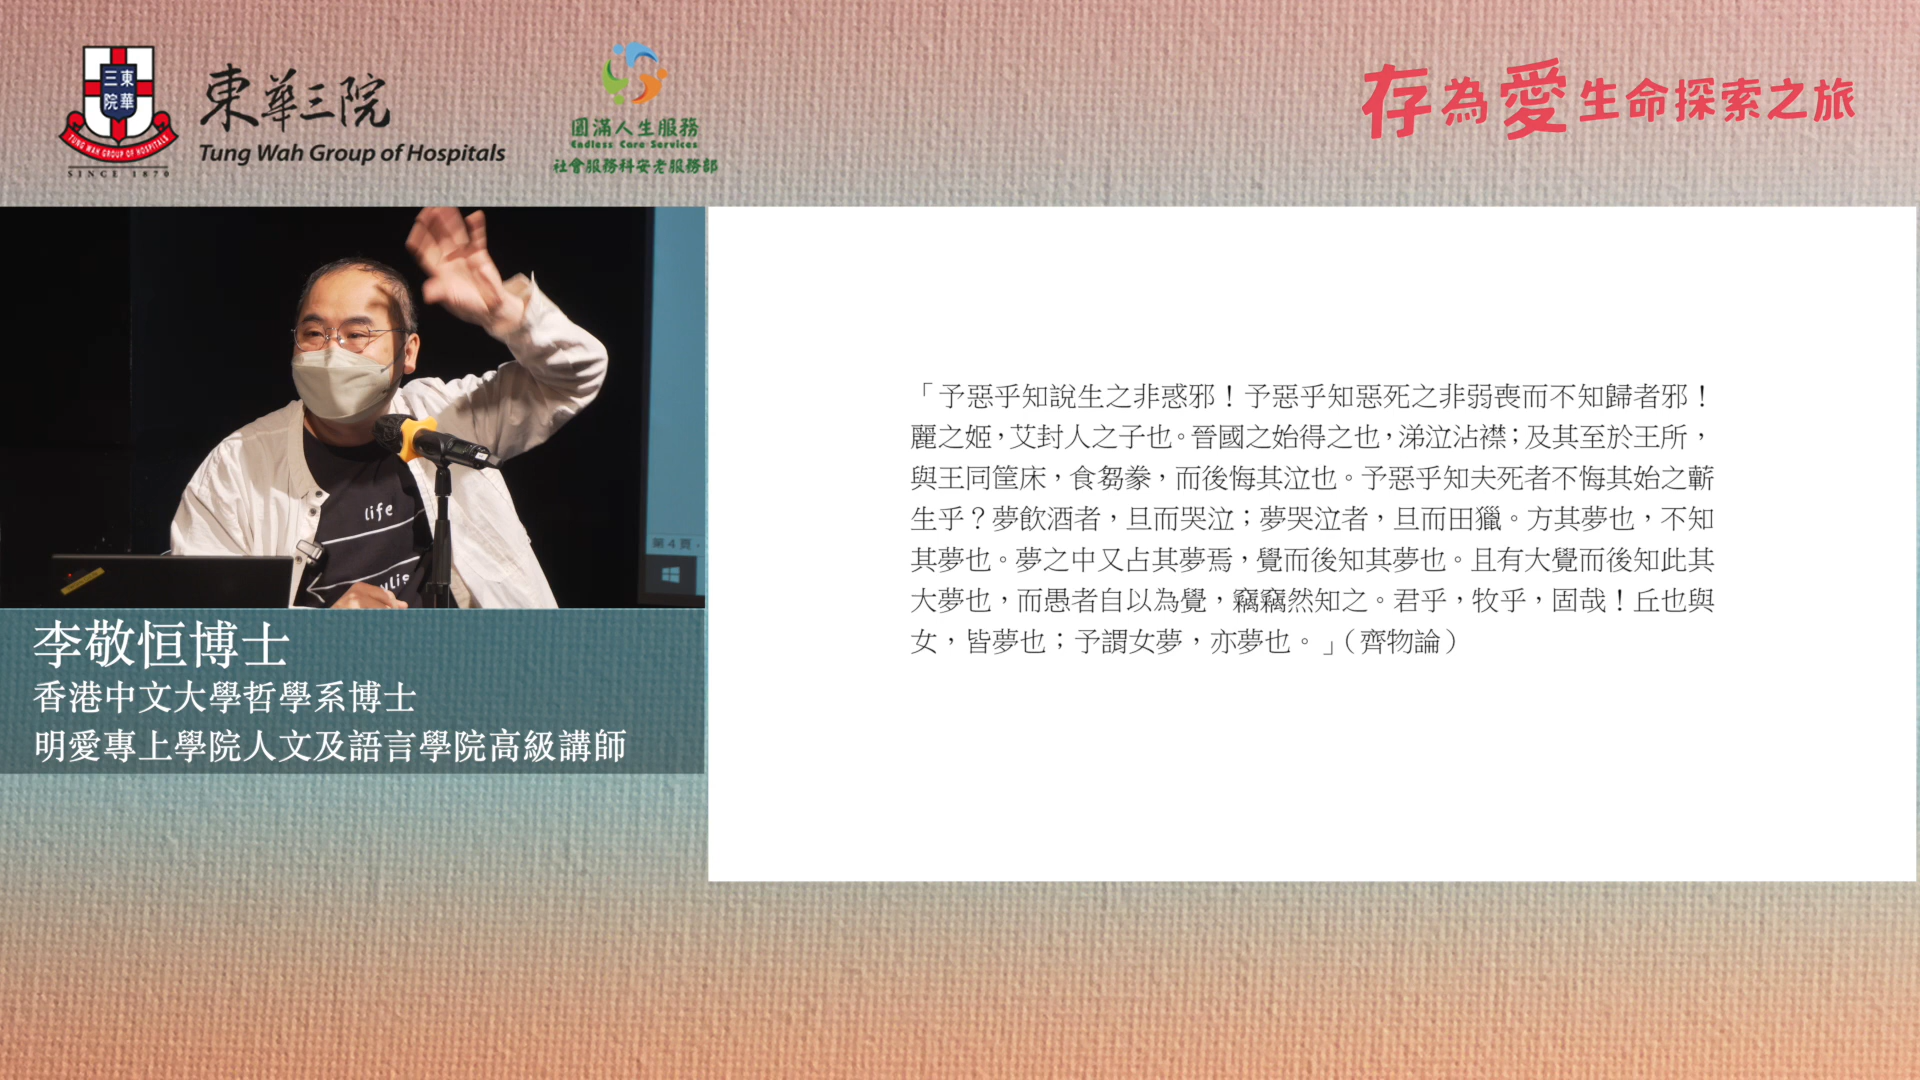 東華三院
TUNG WAH GROUP OF HOSPITALS
SINCE 1870
東華三院
Tung Wah Group of Hospitals
圓滿人生服務
Endless Care Services
社會服務科安老服務部
存為愛生命探索之旅
life
第4頁，
李敬恒博士
香港中文大學哲學系博士
明愛專上學院人文及語言學院高級講師
「予惡乎知說生之非惑邪！予惡乎知惡死之非弱喪而不知歸者邪！
麗之姬，艾封人之子也。晉國之始得之也，涕泣沾襟；及其至於王所，
與王同筐床，食芻豢，而後悔其泣也。予惡乎知夫死者不悔其始之蘄
生乎？夢飲酒者，旦而哭泣；夢哭泣者，旦而田獵。方其夢也，不知
其夢也。夢之中又占其夢焉，覺而後知其夢也。且有大覺而後知此其
大夢也，而愚者自以為覺，竊竊然知之。君乎，牧乎，固哉！丘也與
女，皆夢也；予謂女夢，亦夢也。」（齊物論）